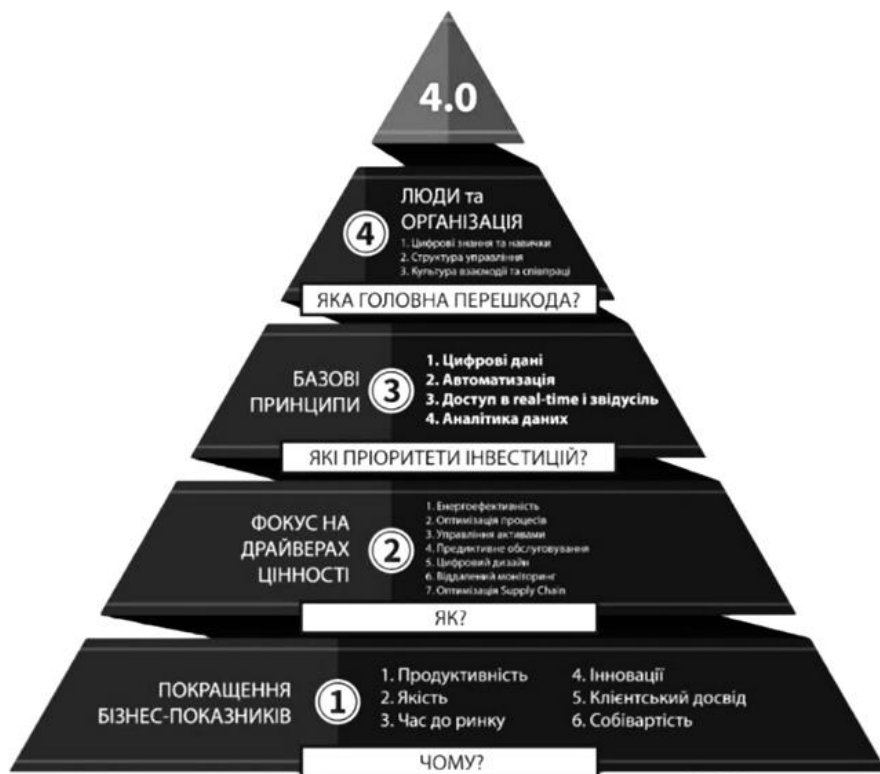 4.0
ЛЮДИ та
ОРГАНІЗАЦІЯ
4
1. Цифрові знання та навички
2. Структура управління
3. Культура взаємодії та співпраці
ЯКА ГОЛОВНА ПЕРЕШКОДА?
БАЗОВІ
ПРИНЦИПИ
3
1. Цифрові дані
2. Автоматизація
3. Доступ в real-time і звідусіль
4. Аналітика даних
ЯКІ ПРІОРИТЕТИ ІНВЕСТИЦІЙ?
ФОКУС НА
ДРАЙВЕРАХ
ЦІННОСТІ
2
1. Енергоефективність
2. Оптимізація процесів
3. Управління активами
4. Предиктивне обслуговування
5. Цифровий дизайн
6. Віддалений моніторинг
7. Оптимізація Supply Chain
ЯК?
ПОКРАЩЕННЯ
БІЗНЕС-ПОКАЗНИКІВ
1
1. Продуктивність
2. Якість
3. Час до ринку
4. Інновації
5. Клієнтський досвід
6. Собівартість
ЧОМУ?